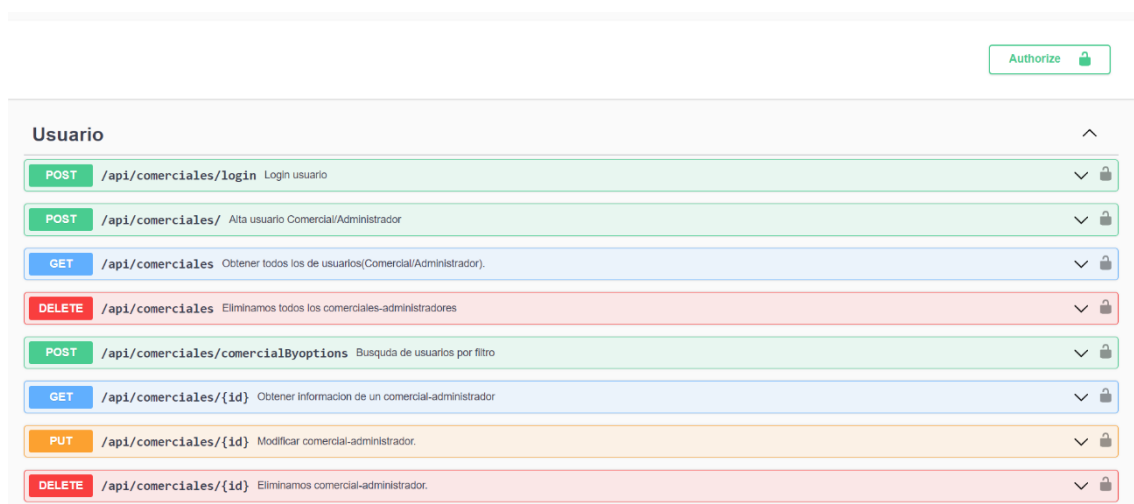 Authorize
Usuario
POST /api/comerciales/login Login usuario
POST /api/comerciales/ Alta usuario Comercial/Administrador
GET /api/comerciales Obtener todos los de usuarios(Comercial/Administrador).
DELETE /api/comerciales Eliminamos todos los comerciales-administradores
POST /api/comerciales/comercialByoptions Busquda de usuarios por filtro
GET /api/comerciales/{id} Obtener informacion de un comercial-administrador
PUT /api/comerciales/{id} Modificar comercial-administrador.
DELETE /api/comerciales/{id} Eliminamos comercial-administrador.